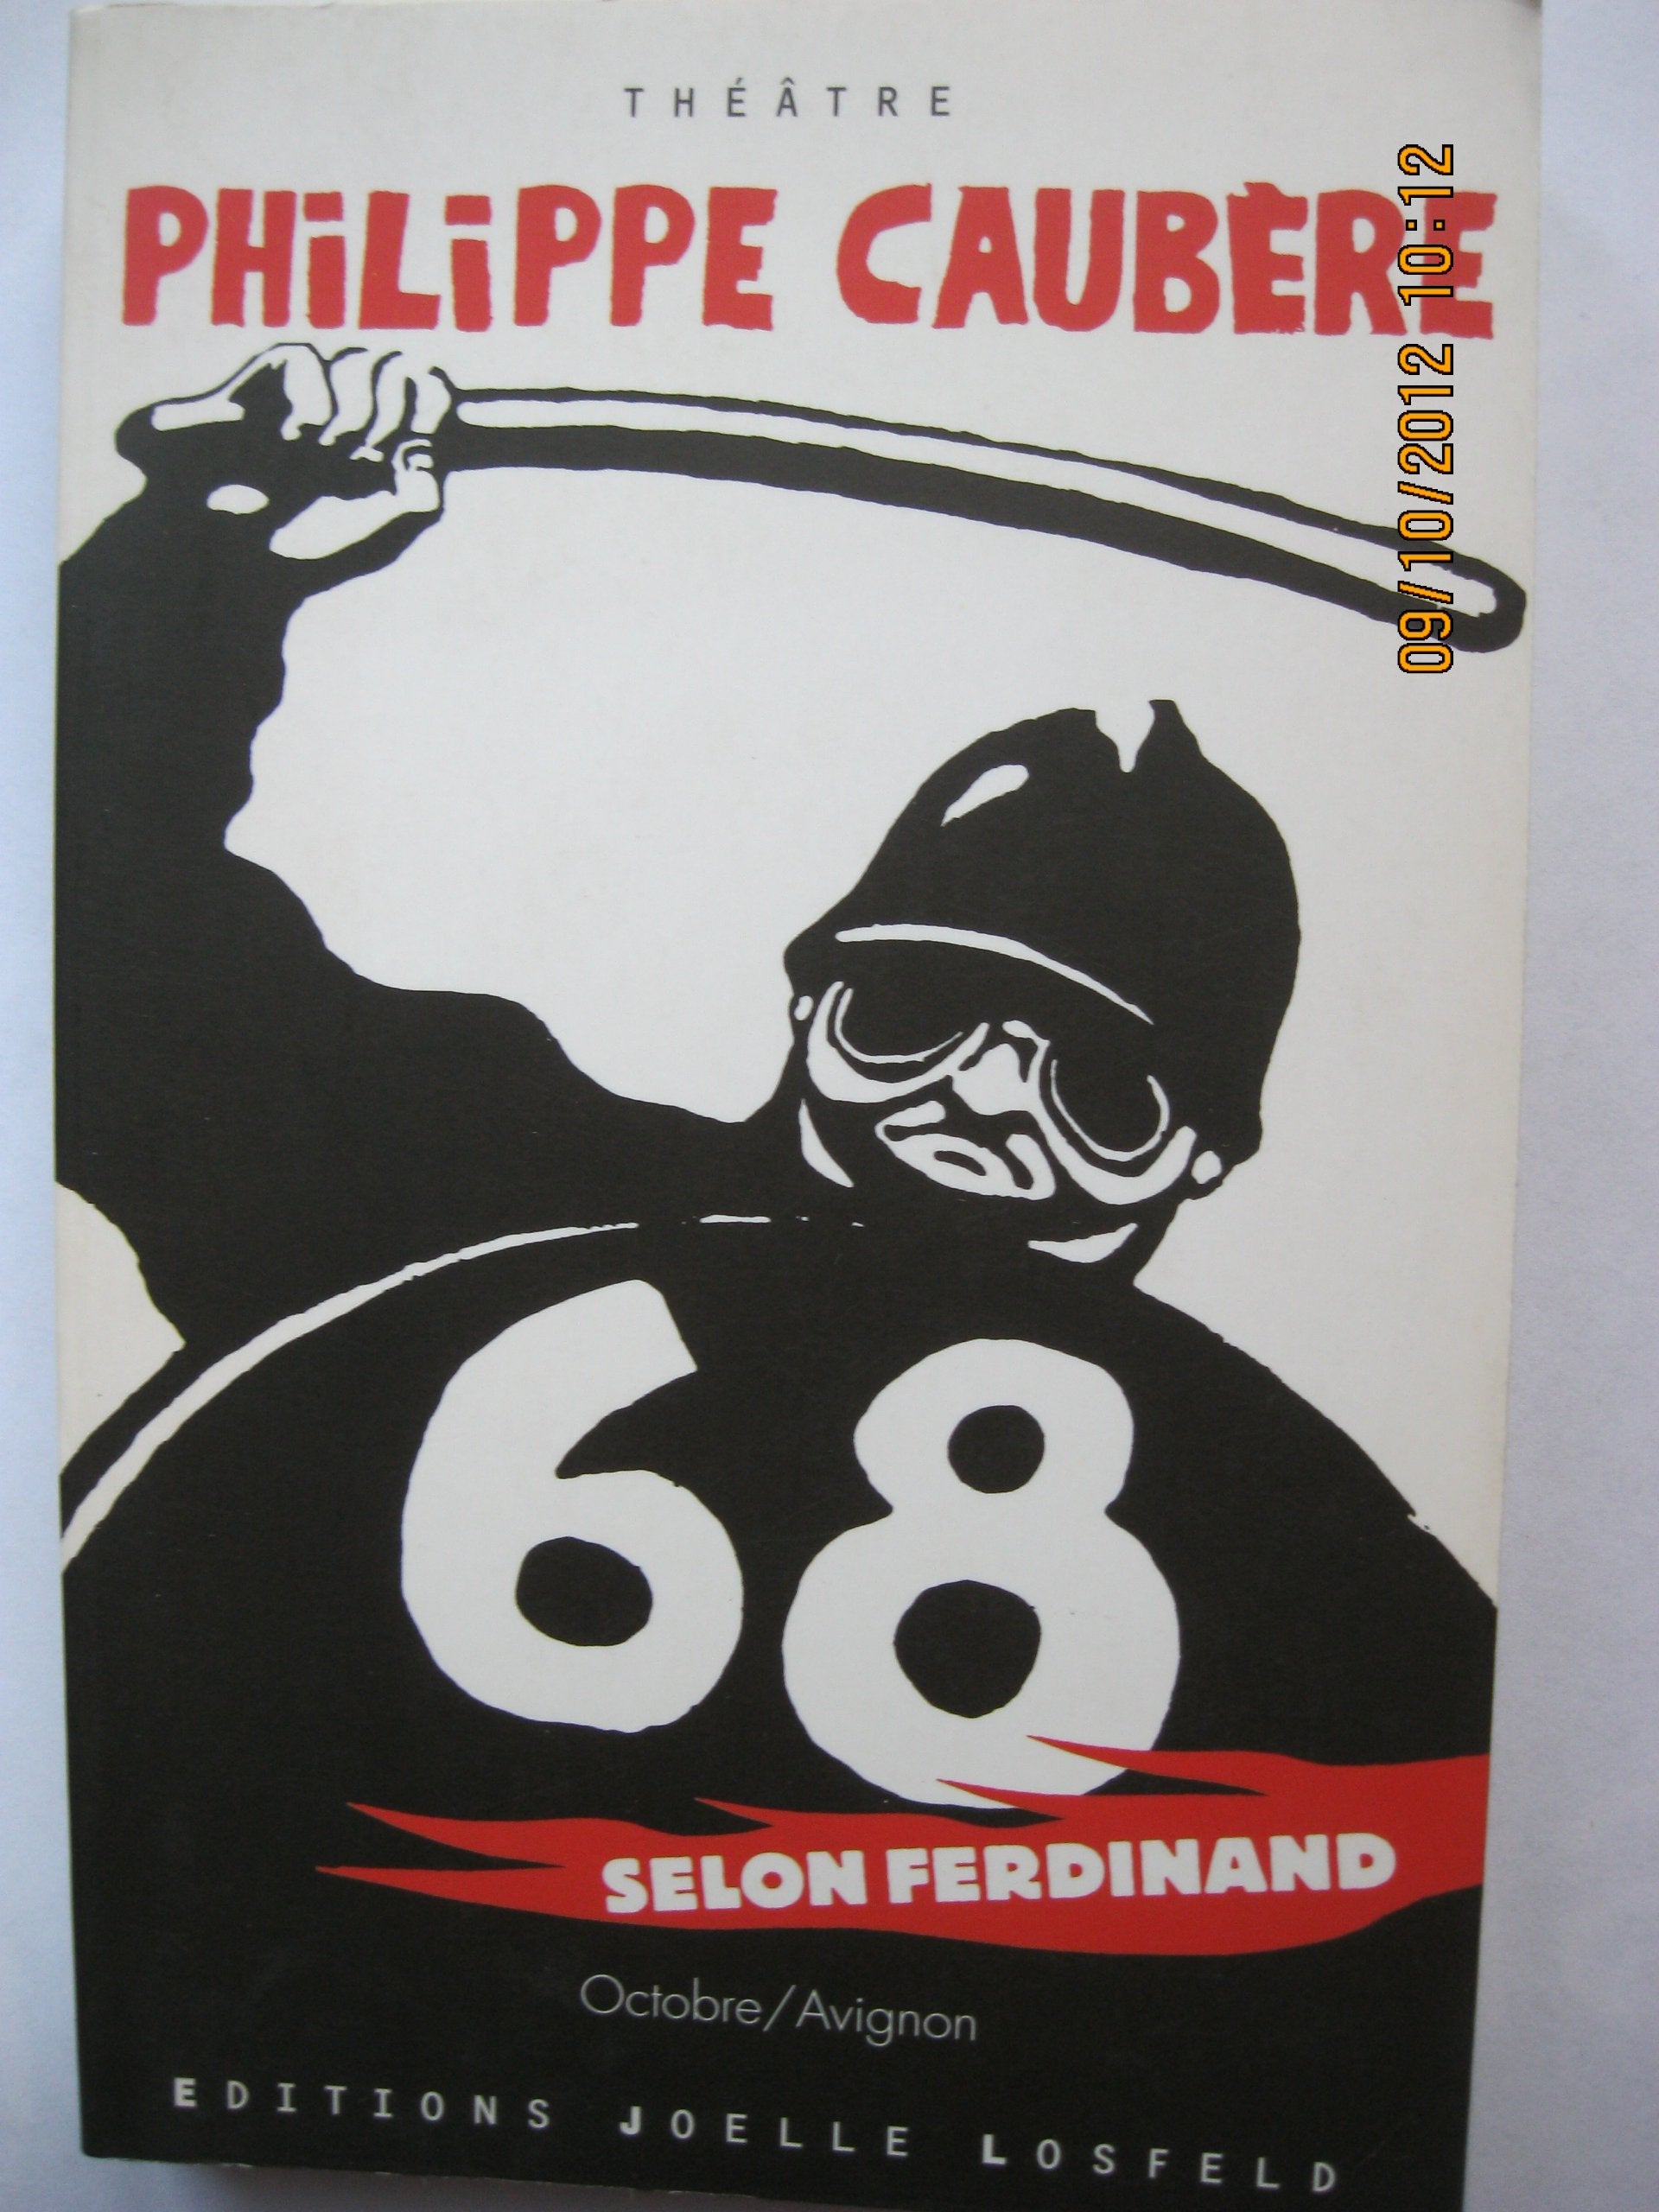 THÉÂTRE
PHiLiPPE CAUBÈRE
09/10/2012 10:12
68
SELON FERDINAND
Octobre/Avignon
EDITIONS JOELLE LOSFELD